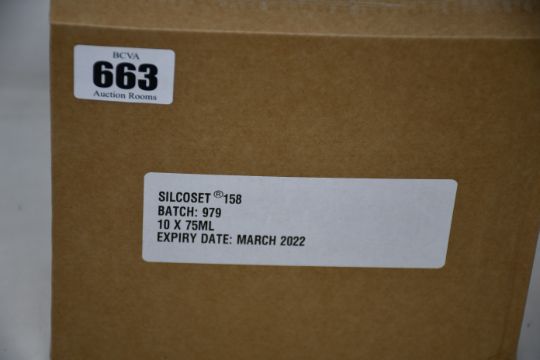 BCVA
663
Auction Rooms
SILCOSET ® 158
BATCH: 979
10 X 75ML
EXPIRY DATE: MARCH 2022